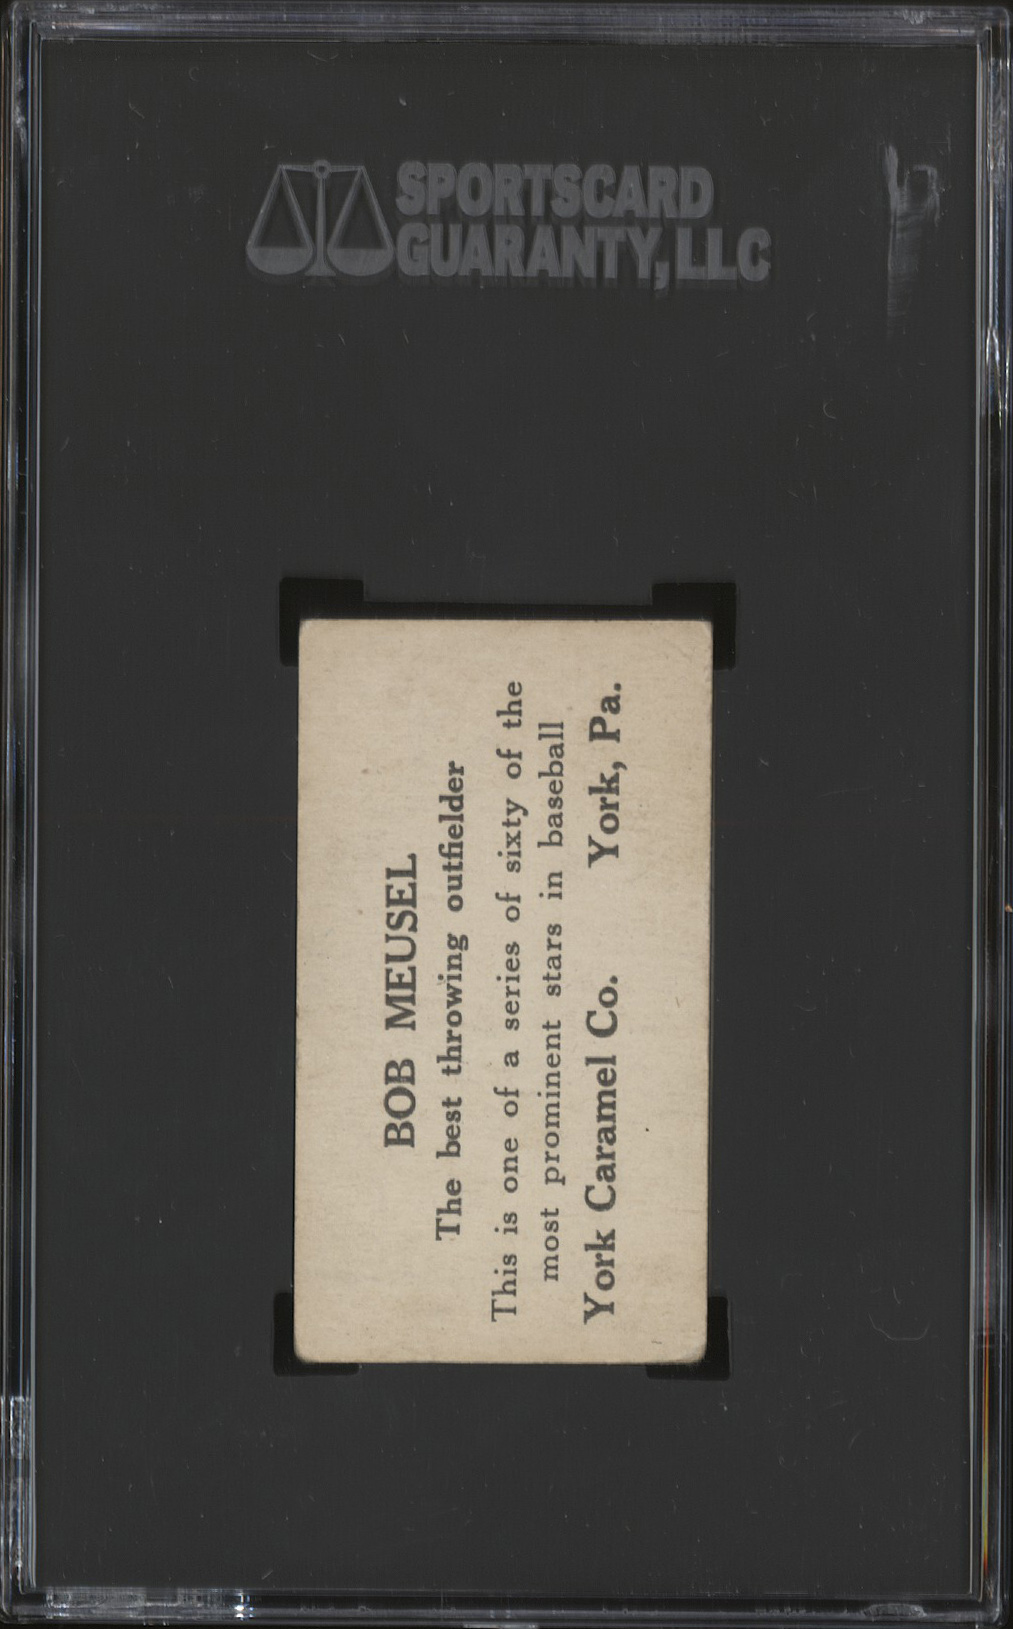 SPORTSCARD
GUARANTY, LLC
BOB MEUSEL
The best throwing outfielder
This is one of a series of sixty of the
most prominent stars in baseball
York Caramel Co. York, Pa.